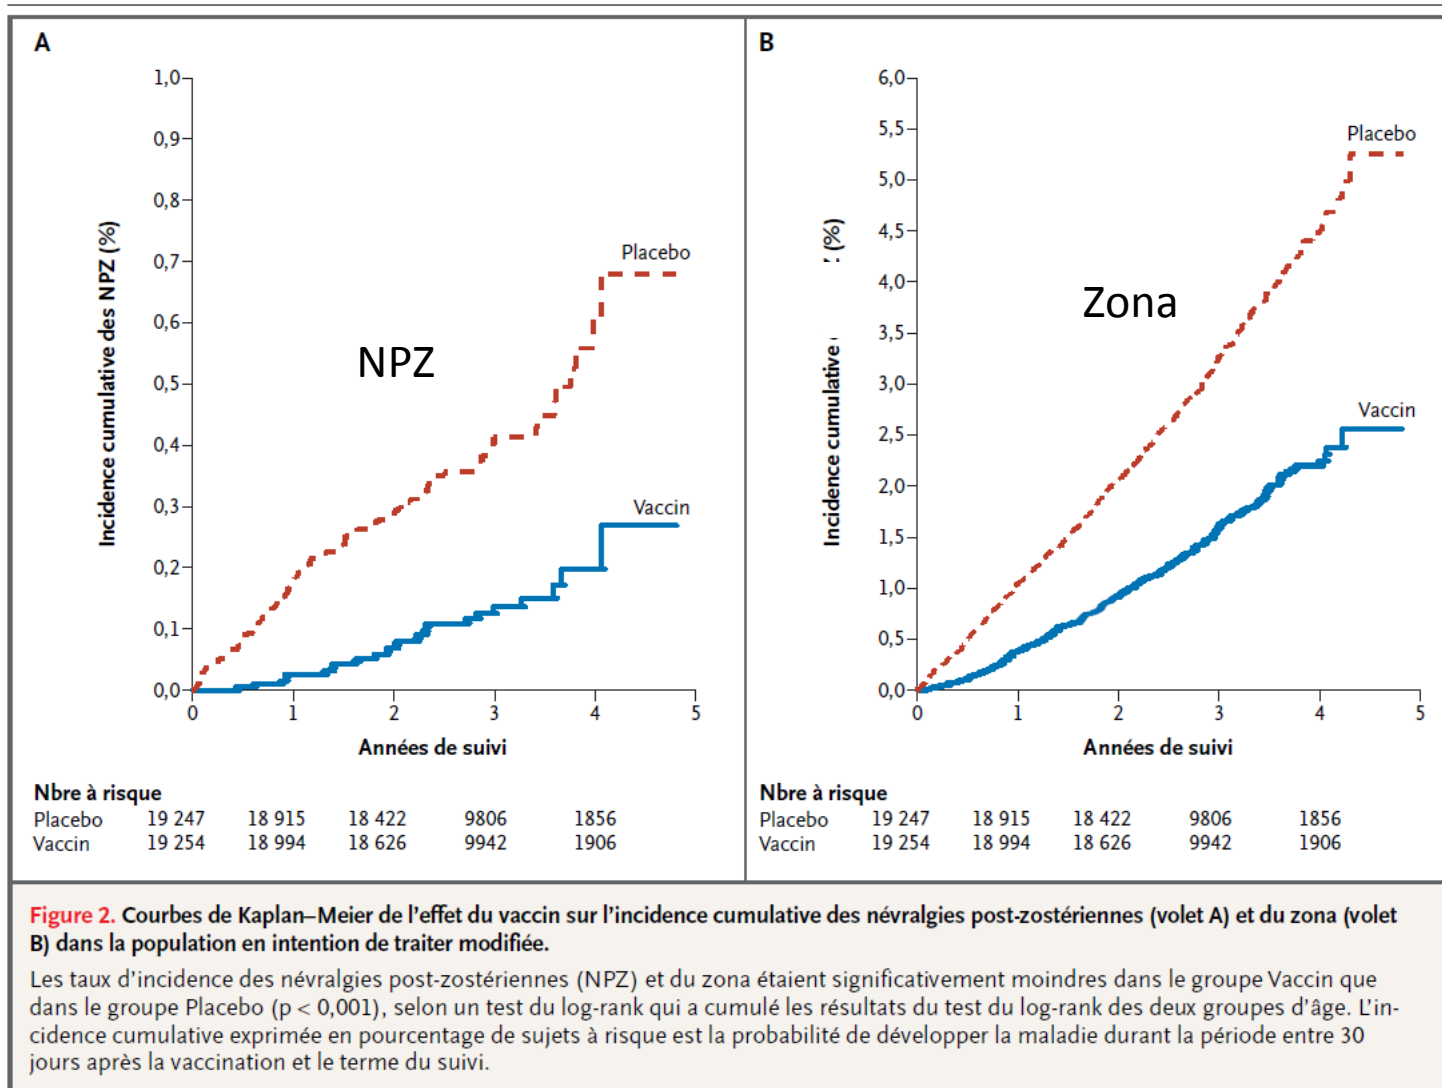 A
1,0
0,9
0,8
0,7
0,6
0,5
0,4
0,3
0,2
0,1
0,0
Incidence cumulative des NPZ (%)
Placebo
NPZ
Vaccin
0 1 2 3 4 5
Années de suivi
Nbre à risque
Placebo 19 247 18 915 18 422 9806 1856
Vaccin 19 254 18 994 18 626 9942 1906
B
6,0
5,5
5,0
4,5
4,0
3,5
3,0
2,5
2,0
1,5
1,0
0,5
0,0
Incidence cumulative (%)
Placebo
Zona
Vaccin
0 1 2 3 4 5
Années de suivi
Nbre à risque
Placebo 19 247 18 915 18 422 9806 1856
Vaccin 19 254 18 994 18 626 9942 1906
Figure 2. Courbes de Kaplan–Meier de l'effet du vaccin sur l'incidence cumulative des névralgies post-zostériennes (volet A) et du zona (volet
B) dans la population en intention de traiter modifiée.
Les taux d'incidence des névralgies post-zostériennes (NPZ) et du zona étaient significativement moindres dans le groupe Vaccin que
dans le groupe Placebo (p < 0,001), selon un test du log-rank qui a cumulé les résultats du test du log-rank des deux groupes d'âge. L'in-
cidence cumulative exprimée en pourcentage de sujets à risque est la probabilité de développer la maladie durant la période entre 30
jours après la vaccination et le terme du suivi.